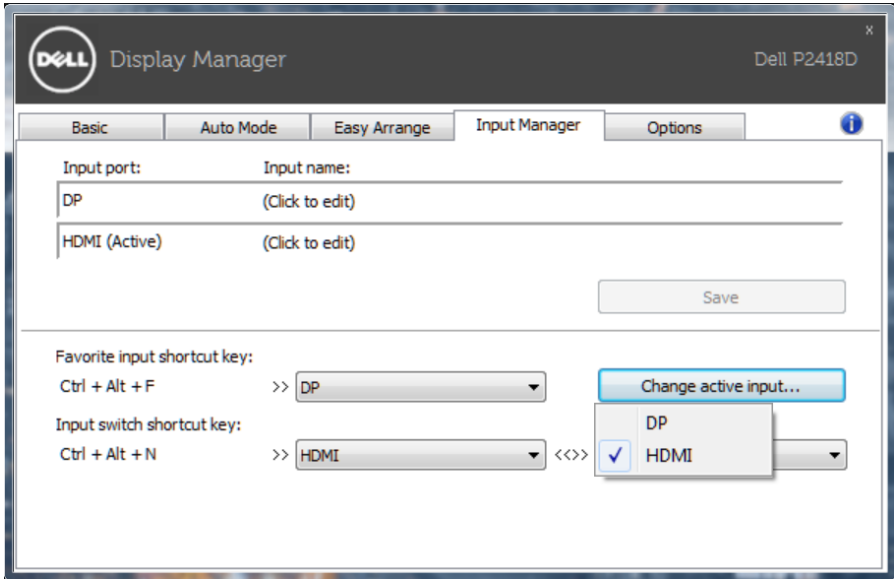 DELL Display Manager
x
Dell P2418D
Basic Auto Mode Easy Arrange Input Manager Options i
Input port: Input name:
DP (Click to edit)
HDMI (Active) (Click to edit)
Save
Favorite input shortcut key:
Ctrl + Alt + F >> DP Change active input...
Input switch shortcut key:
Ctrl + Alt + N >> HDMI <<>>
DP
HDMI